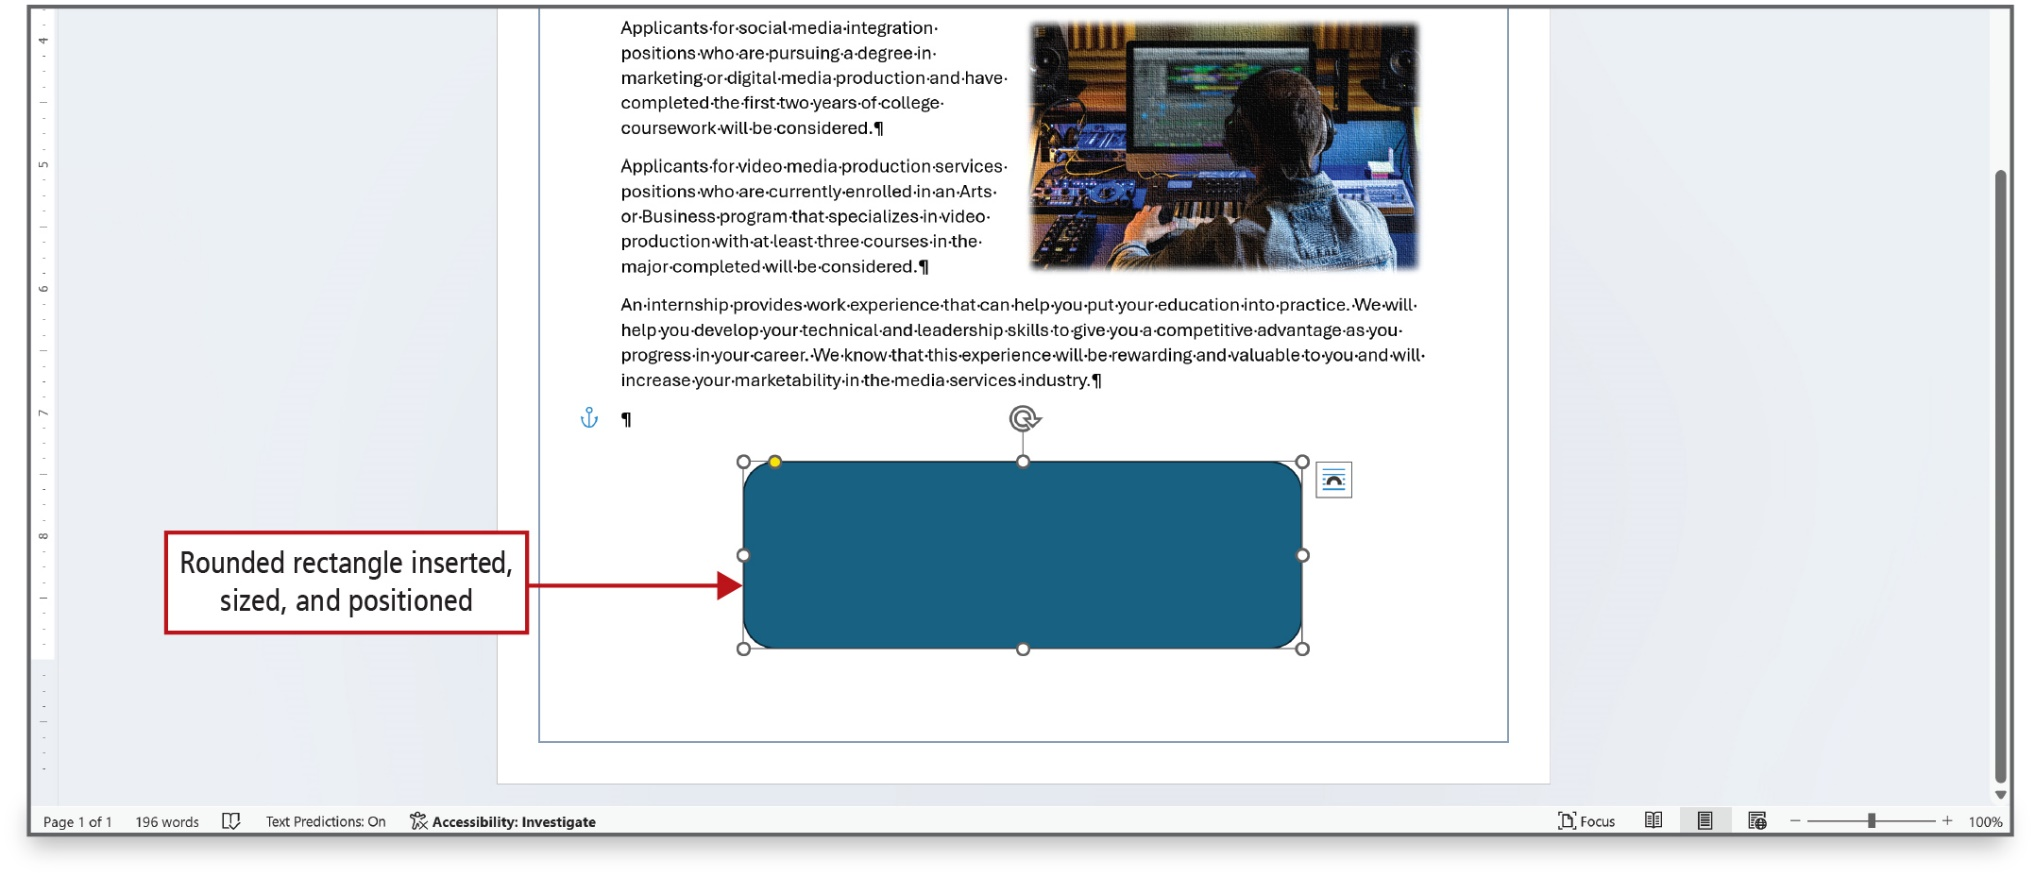 Applicants·for·social·media·integration·
positions·who·are·pursuing·a·degree·in·
marketing·or·digital·media·production·and·have·
completed·the·first·two·years·of·college·
coursework·will·be·considered.¶
Applicants·for·video·media·production·services·
positions·who·are·currently·enrolled·in·an·Arts·
or·Business·program·that·specializes·in·video·
production·with·at·least·three·courses·in·the·
major·completed·will·be·considered.¶
An·internship·provides·work·experience·that·can·help·you·put·your·education·into·practice.·We·will·
help·you·develop·your·technical·and·leadership·skills·to·give·you·a·competitive·advantage·as·you·
progress·in·your·career.·We·know·that·this·experience·will·be·rewarding·and·valuable·to·you·and·will·
increase·your·marketability·in·the·media·services·industry.¶
¶
Rounded rectangle inserted,
sized, and positioned
4
5
6
7
8
Page 1 of 1 196 words Text Predictions: On Accessibility: Investigate Focus − + 100%